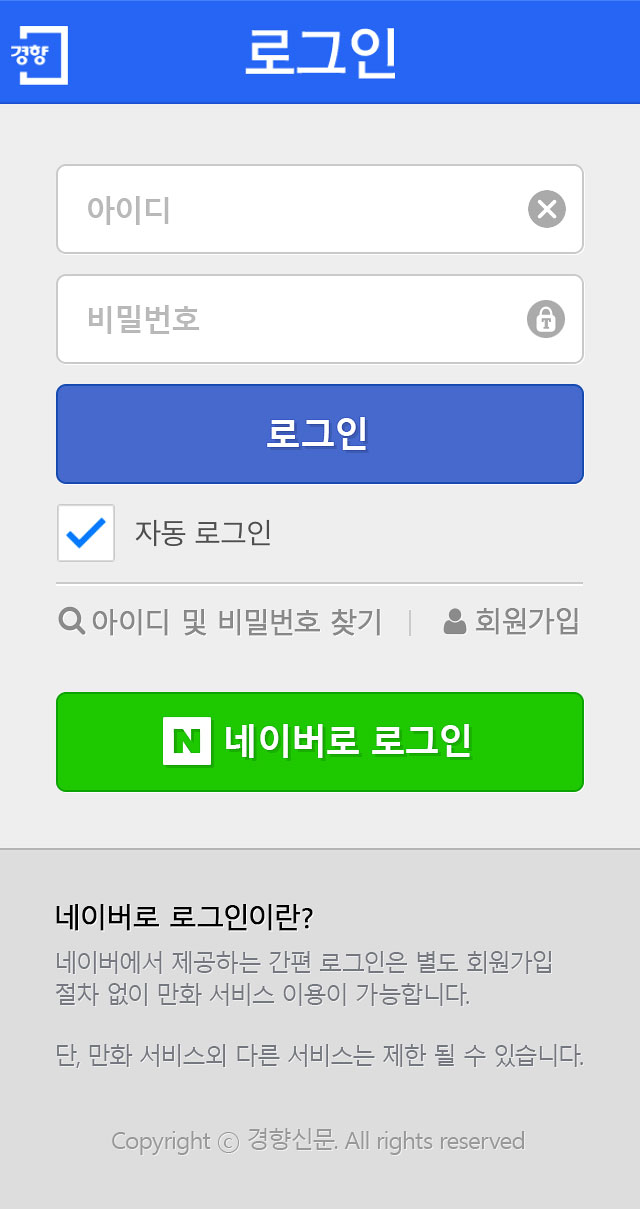 경향
로그인
아이디
비밀번호
로그인
자동 로그인
아이디 및 비밀번호 찾기 | 회원가입
N 네이버로 로그인
네이버로 로그인이란?
네이버에서 제공하는 간편 로그인은 별도 회원가입
절차 없이 만화 서비스 이용이 가능합니다.
단, 만화 서비스외 다른 서비스는 제한 될 수 있습니다.
Copyright ⓒ 경향신문. All rights reserved